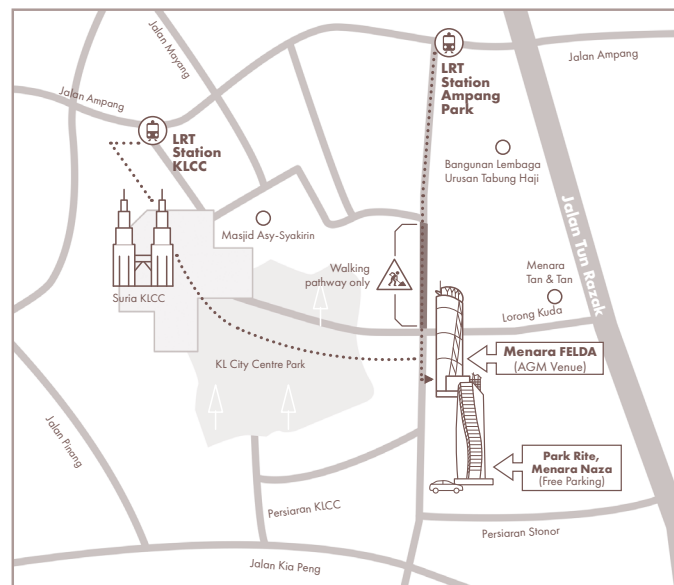 Jalan Mayang
Jalan Ampang
LRT
Station
Ampang
Park
Jalan Ampang
LRT
Station
KLCC
Bangunan Lembaga
Urusan Tabung Haji
Jalan Tun Razak
Masjid Asy-Syakirin
Walking
pathway only
Menara
Tan & Tan
Suria KLCC
Lorong Kuda
KL City Centre Park
Menara FELDA
(AGM Venue)
Jalan Pinang
Park Rite,
Menara Naza
(Free Parking)
Persiaran KLCC
Persiaran Stonor
Jalan Kia Peng